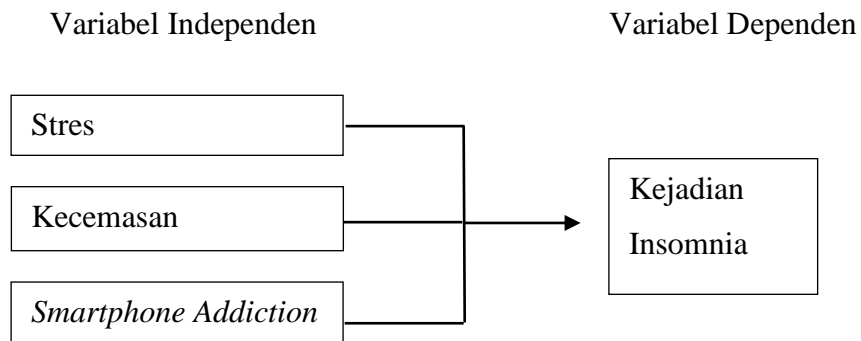 Variabel Independen
Variabel Dependen
Stres
Kecemasan
Smartphone Addiction
Kejadian
Insomnia